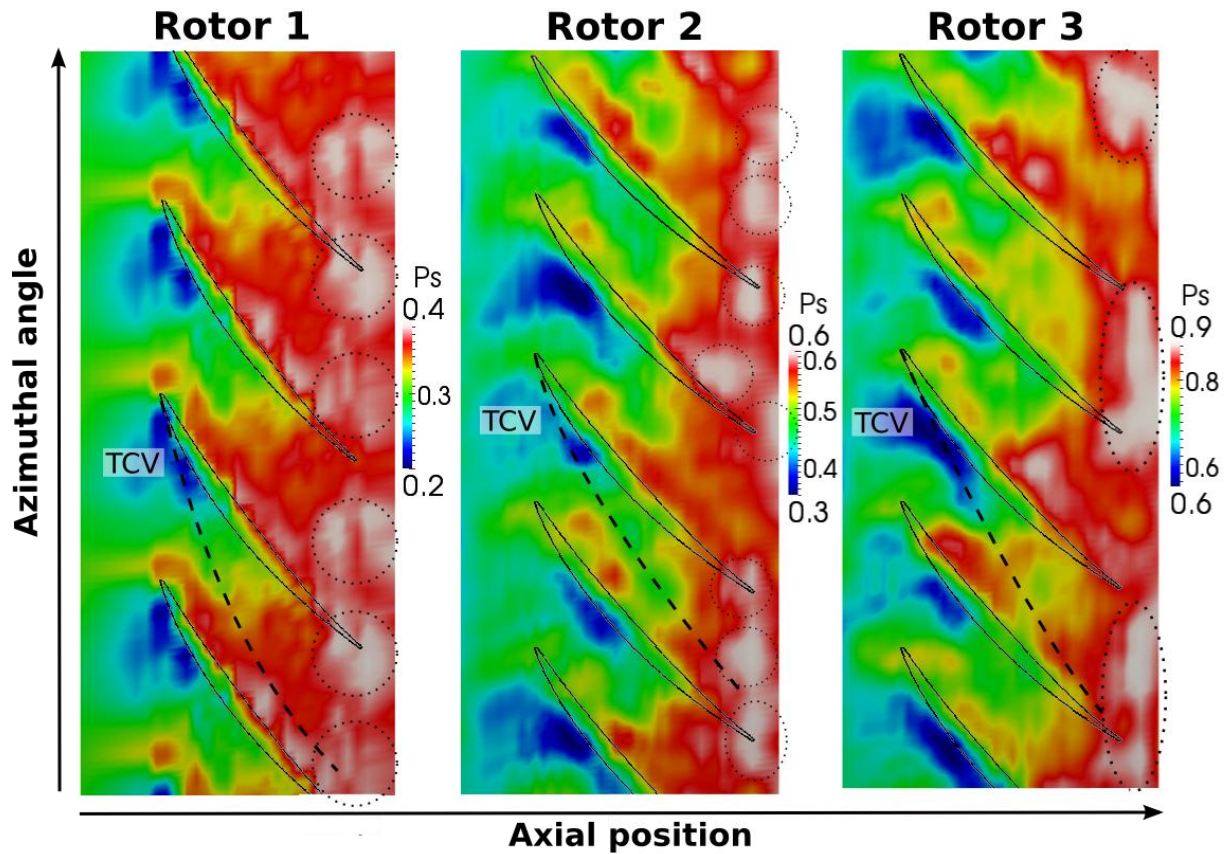 Rotor 1
Rotor 2
Rotor 3
Azimuthal angle
Ps
0.4
0.3
0.2
Ps
0.6
0.6
0.5
0.4
0.3
Ps
0.9
0.8
0.6
0.6
TCV
TCV
TCV
Axial position